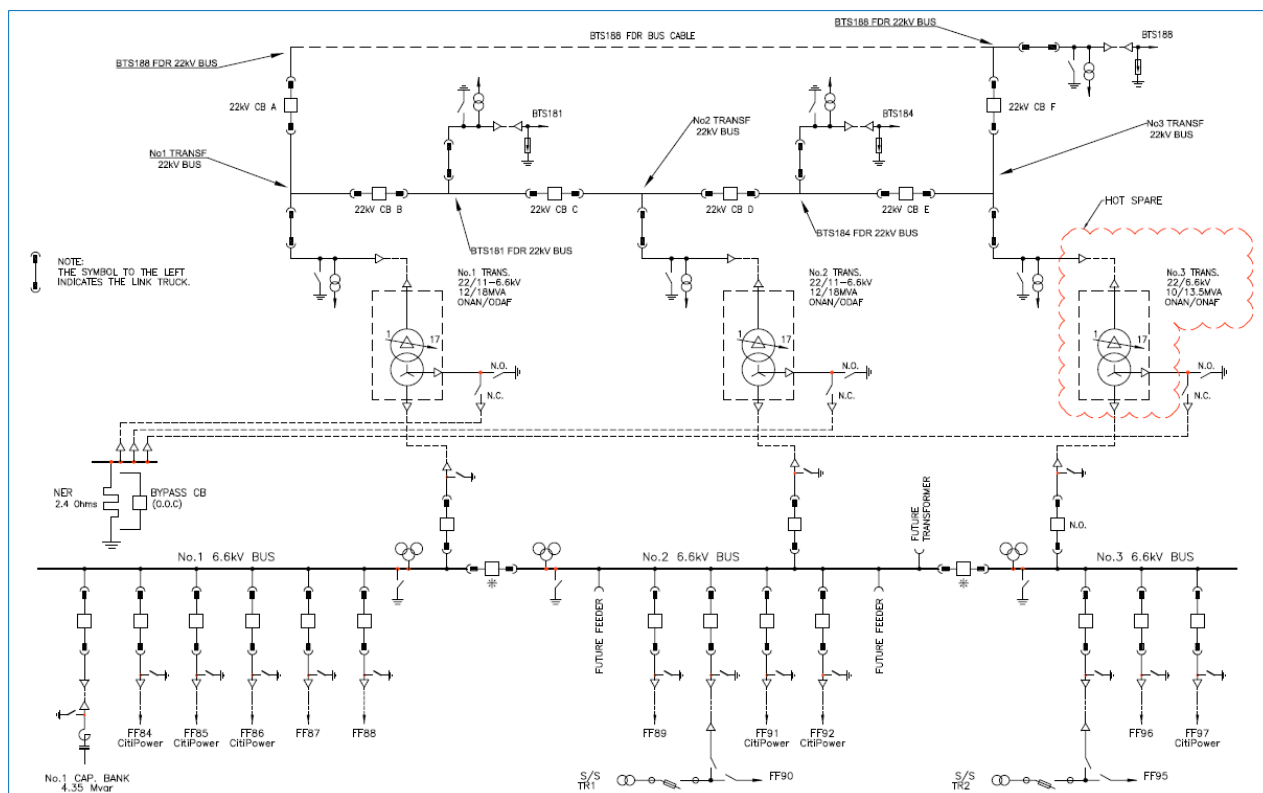 BTS188 FDR 22kV BUS
BTS188 FDR BUS CABLE
BTS188
BTS188 FDR 22kV BUS
22kV CB A
BTS181
No2 TRANSF
22kV BUS
BTS184
22kV CB F
No3 TRANSF
22kV BUS
No1 TRANSF
22kV BUS
22kV CB B
22kV CB C
22kV CB D
22kV CB E
HOT SPARE
BTS181 FDR 22kV BUS
BTS184 FDR 22kV BUS
NOTE:
THE SYMBOL TO THE LEFT
INDICATES THE LINK TRUCK.
No.1 TRANS.
22/11-6.6kV
12/18MVA
ONAN/ODAF
No.2 TRANS.
22/11-6.6kV
12/18MVA
ONAN/ODAF
No.3 TRANS.
22/6.6kV
10/13.5MVA
ONAN/ONAF
1
17
1
17
1
17
N.O.
N.O.
N.O.
N.C.
N.C.
N.C.
NER
2.4 Ohms
BYPASS CB
(O.O.C)
FUTURE
TRANSFORMER
N.O.
No.1 6.6kV BUS
No.2 6.6kV BUS
No.3 6.6kV BUS
FUTURE FEEDER
FUTURE FEEDER
FF84
CitiPower
FF85
CitiPower
FF86
CitiPower
FF87
FF88
FF89
FF91
CitiPower
FF92
CitiPower
FF96
FF97
CitiPower
No.1 CAP. BANK
4.35 Mvar
S/S
TR1
FF90
S/S
TR2
FF95